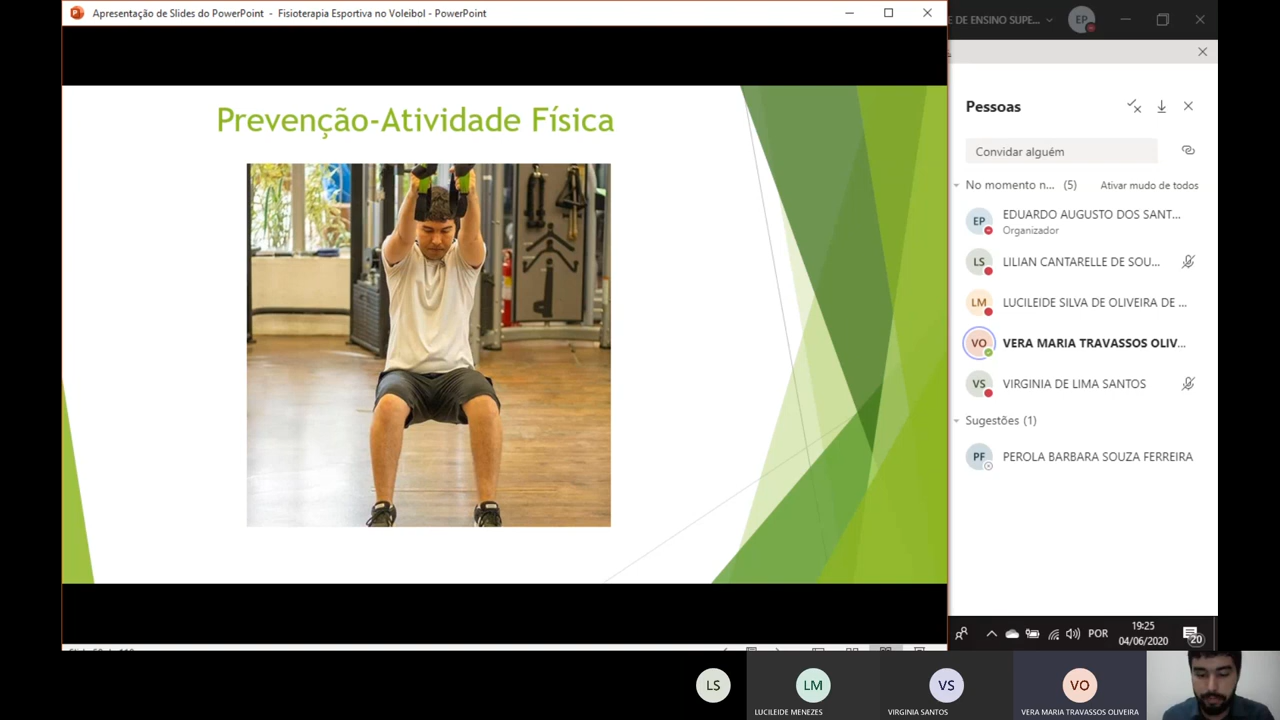 Apresentação de Slides do PowerPoint - Fisioterapia Esportiva no Voleibol - PowerPoint
E DE ENSINO SUPE...
EP
Prevenção-Atividade Física
Pessoas
Convidar alguém
No momento n... (5)
Ativar mudo de todos
EP
EDUARDO AUGUSTO DOS SANT...
Organizador
LS
LILIAN CANTARELLE DE SOU...
LM
LUCILEIDE SILVA DE OLIVEIRA DE ...
VO
VERA MARIA TRAVASSOS OLIV...
VS
VIRGINIA DE LIMA SANTOS
Sugestões (1)
PF
PEROLA BARBARA SOUZA FERREIRA
POR
19:25
04/06/2020
20
LS
LM
LUCILEIDE MENEZES
VS
VIRGINIA SANTOS
VO
VERA MARIA TRAVASSOS OLIVEIRA